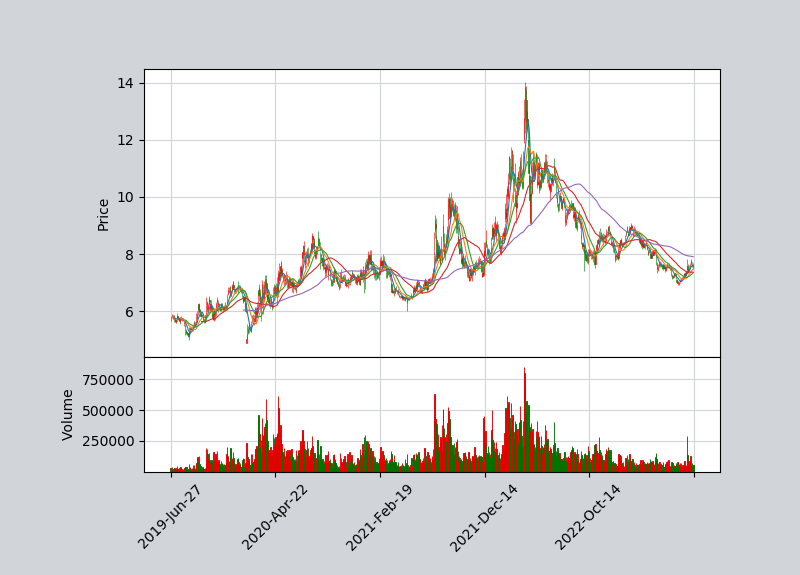 14
12
10
8
6
Price
750000
500000
250000
Volume
2019-Jun-27
2020-Apr-22
2021-Feb-19
2021-Dec-14
2022-Oct-14